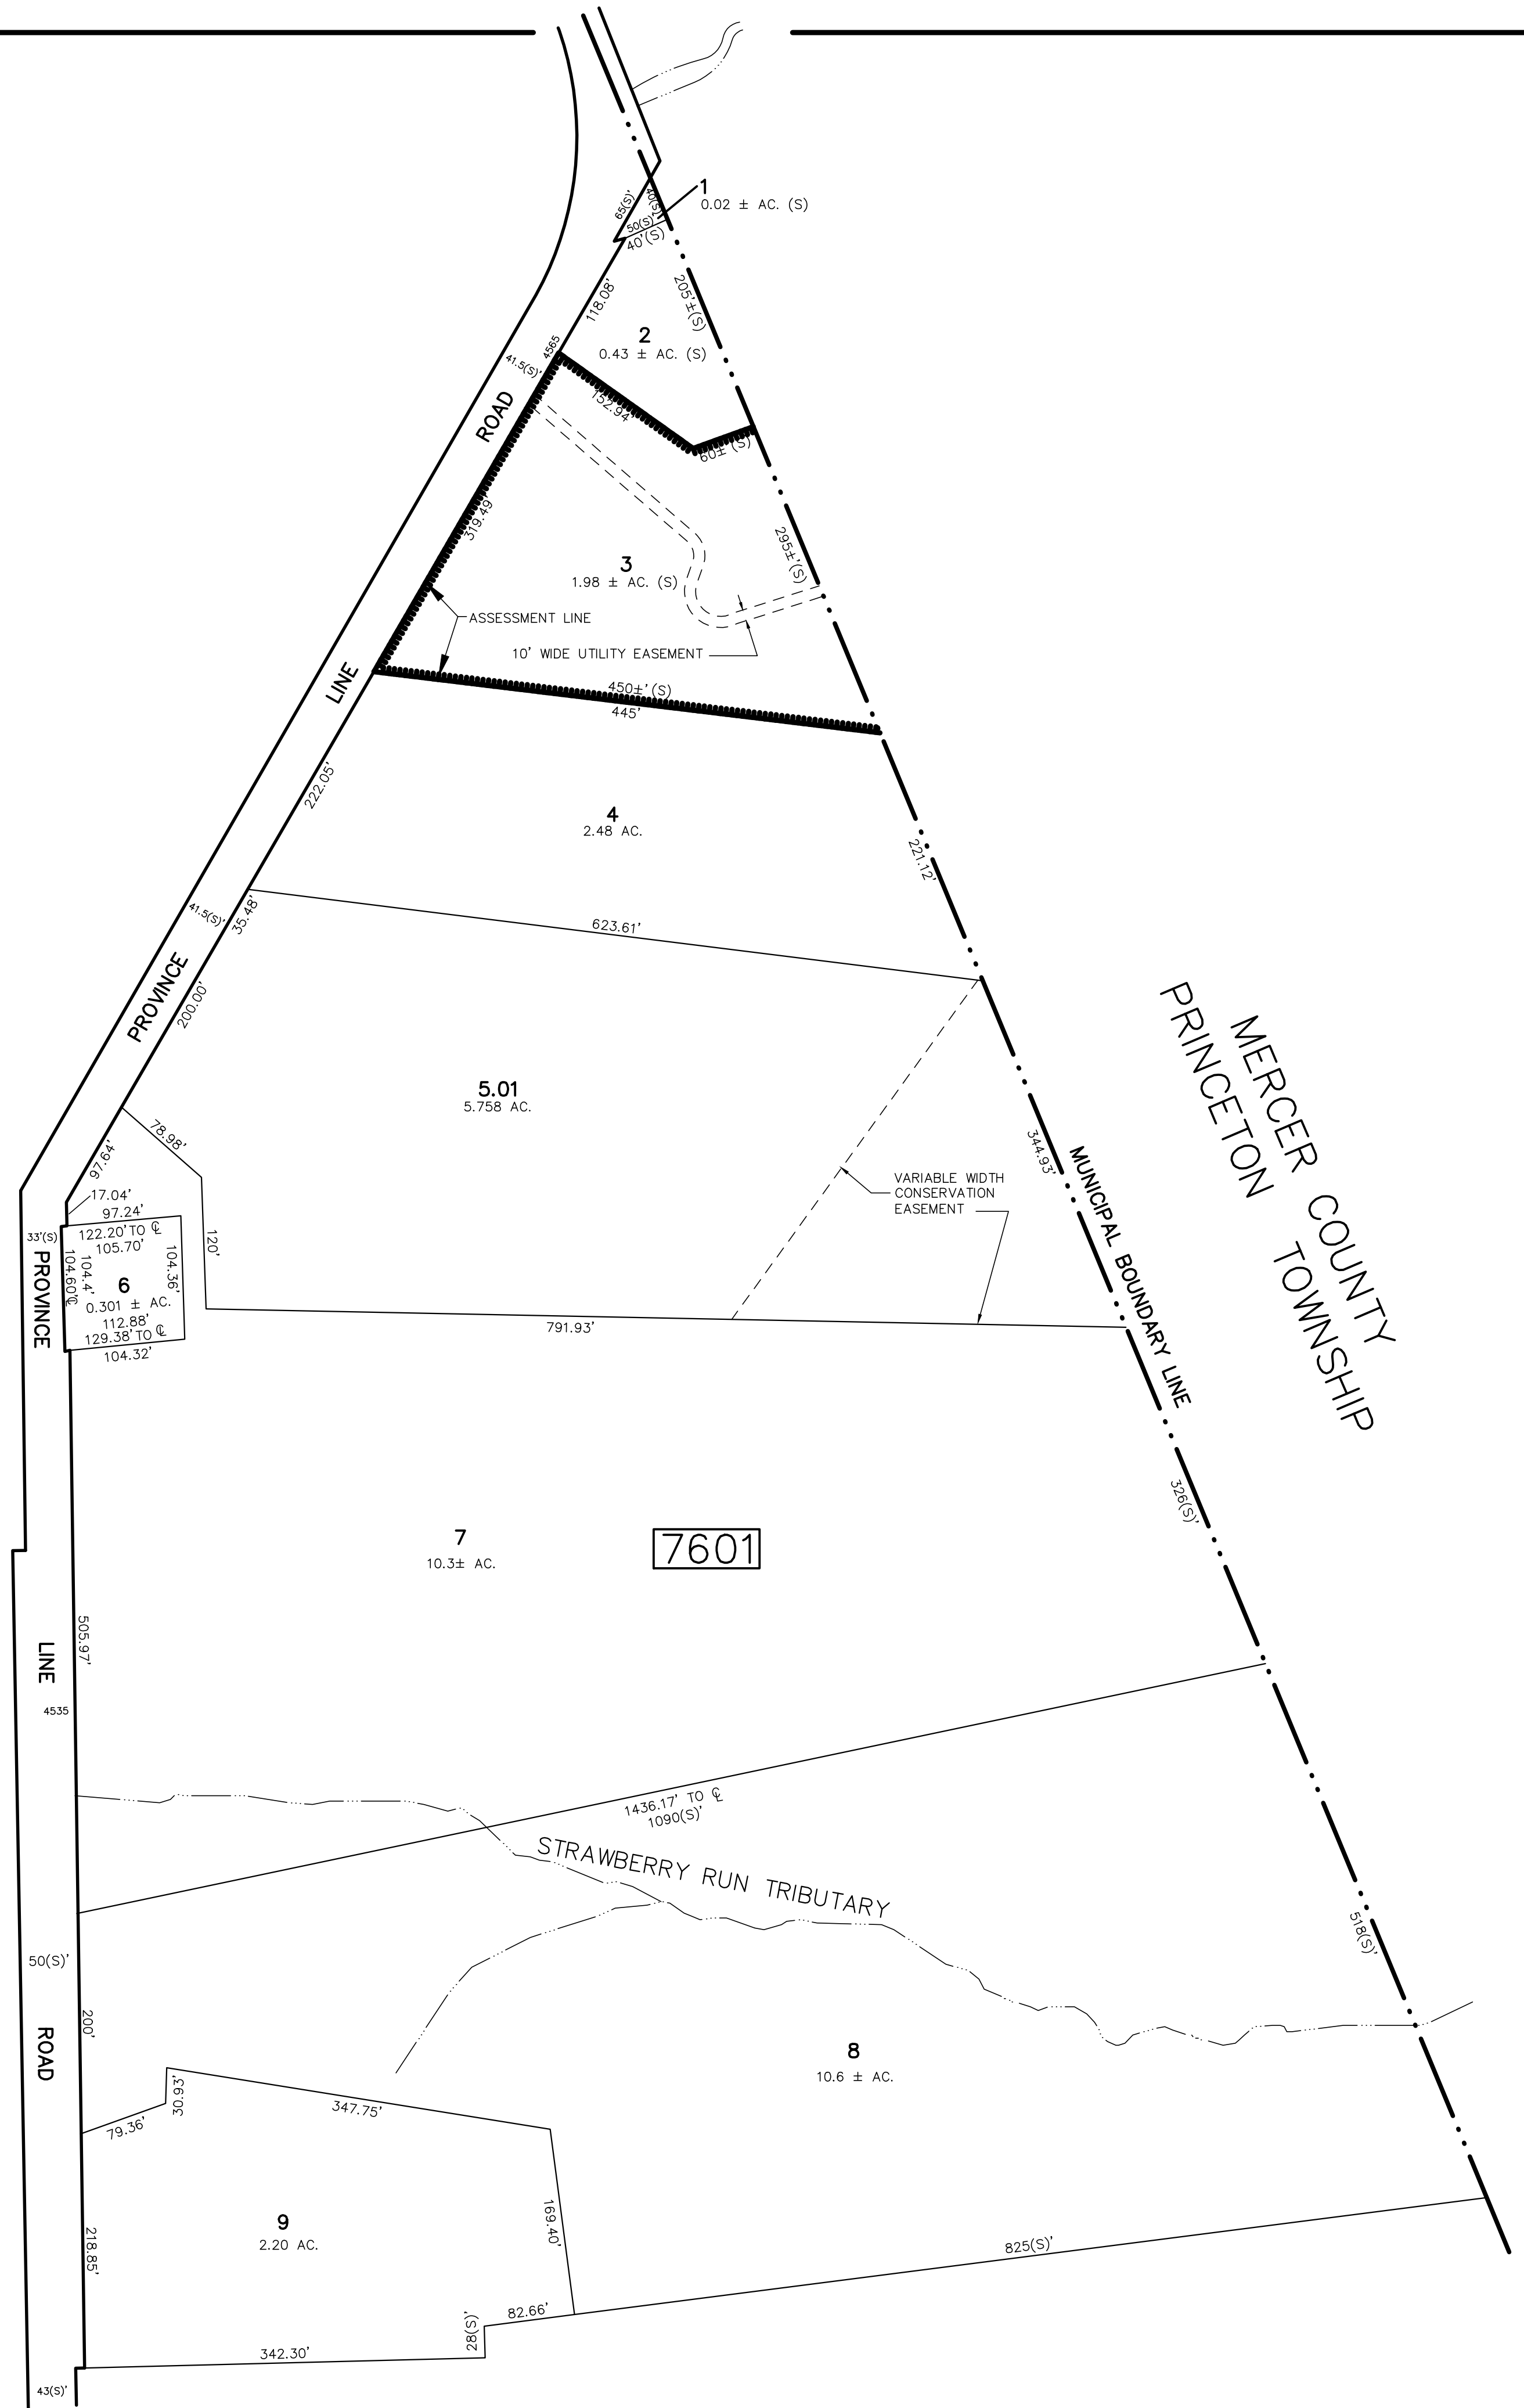 1
0.02 ± AC. (S)
65(S)'
40(S)'
50(S)'
40'(S)
118.08'
205'±(S)
2
0.43 ± AC. (S)
4565
41.5(S)'
152.94'
60± (S)
ROAD
319.49'
295±'(S)
3
1.98 ± AC. (S)
ASSESSMENT LINE
10' WIDE UTILITY EASEMENT
450±'(S)
445'
LINE
222.05'
4
2.48 AC.
221.12'
41.5(S)'
35.48'
623.61'
PROVINCE
200.00'
MERCER COUNTY
PRINCETON TOWNSHIP
5.01
5.758 AC.
78.98'
97.64'
344.93'
MUNICIPAL BOUNDARY LINE
VARIABLE WIDTH
CONSERVATION
EASEMENT
17.04'
97.24'
122.20' TO ℄
105.70'
33'(S)
PROVINCE
104.60'℄
104.4'
104.36'
120'
6
0.301 ± AC.
112.88'
129.38' TO ℄
104.32'
791.93'
326(S)'
7
10.3± AC.
7601
505.97'
LINE
4535
1436.17' TO ℄
1090(S)'
STRAWBERRY RUN TRIBUTARY
518(S)'
50(S)'
200'
ROAD
8
10.6 ± AC.
30.93'
79.36'
347.75'
169.40'
9
2.20 AC.
218.85'
825(S)'
82.66'
28(S)'
342.30'
43(S)'